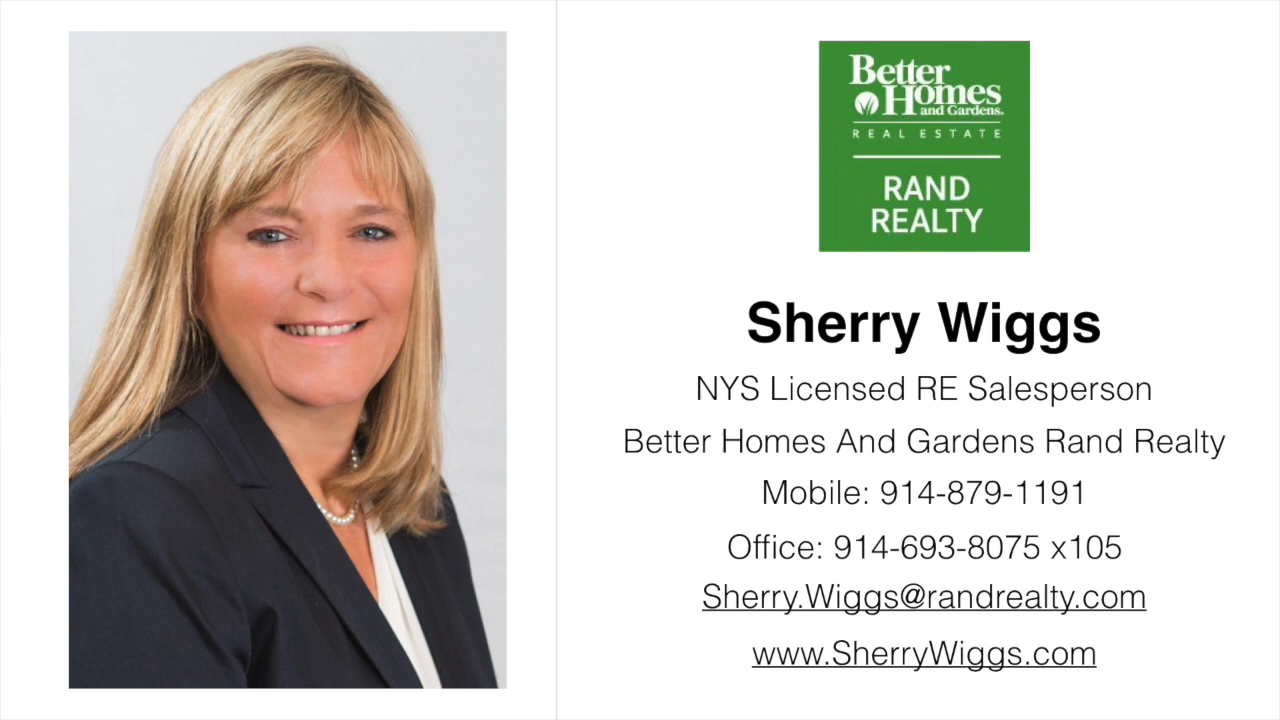 Better
Homes
and Gardens
REAL ESTATE
RAND
REALTY
Sherry Wiggs
NYS Licensed RE Salesperson
Better Homes And Gardens Rand Realty
Mobile: 914-879-1191
Office: 914-693-8075 x105
Sherry.Wiggs@randrealty.com
www.SherryWiggs.com